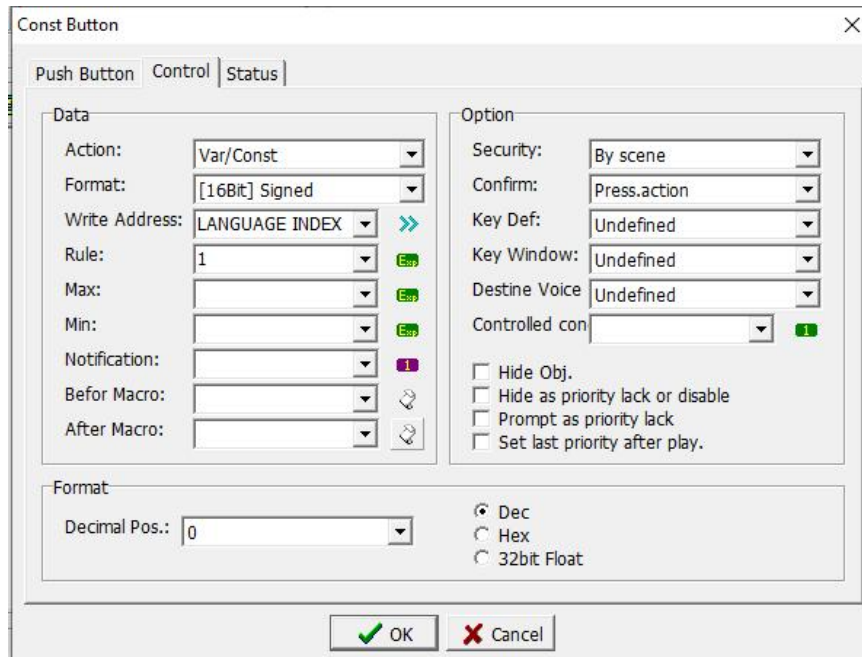 Const Button
Push Button Control Status
Data
Action: Var/Const
Format: [16Bit] Signed
Write Address: LANGUAGE INDEX
Rule: 1 Exp
Max: Exp
Min: Exp
Notification: 1
Befor Macro:
After Macro:
Option
Security: By scene
Confirm: Press.action
Key Def: Undefined
Key Window: Undefined
Destine Voice Undefined
Controlled con 1
Hide Obj.
Hide as priority lack or disable
Prompt as priority lack
Set last priority after play.
Format
Decimal Pos.: 0
Dec
Hex
32bit Float
OK Cancel